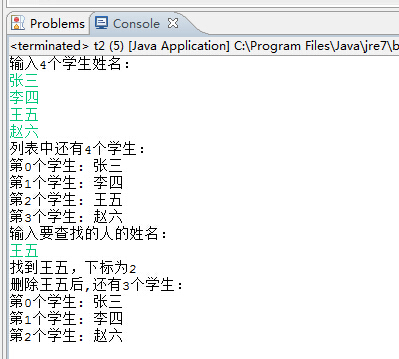 Problems Console
<terminated> t2 (5) [Java Application] C:\Program Files\Java\jre7\b
输入4个学生姓名：
张三
李四
王五
赵六
列表中还有4个学生：
第0个学生：张三
第1个学生：李四
第2个学生：王五
第3个学生：赵六
输入要查找的人的姓名：
王五
找到王五，下标为2
删除王五后,还有3个学生：
第0个学生：张三
第1个学生：李四
第2个学生：赵六